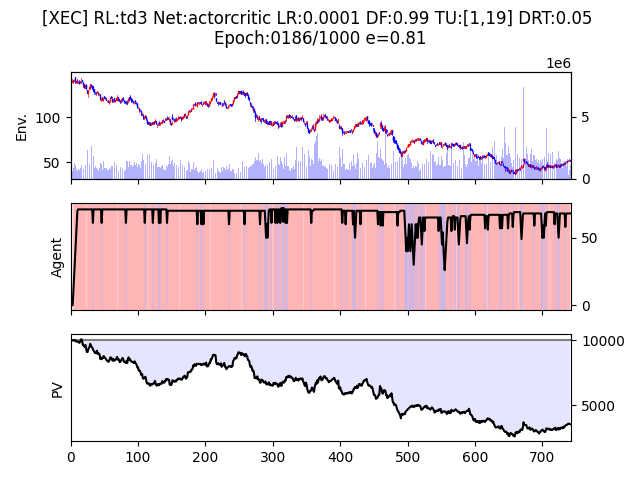 [XEC] RL:td3 Net:actorcritic LR:0.0001 DF:0.99 TU:[1,19] DRT:0.05
Epoch:0186/1000 e=0.81
1e6
Env.
100
50
5
0
Agent
50
0
PV
10000
5000
0 100 200 300 400 500 600 700